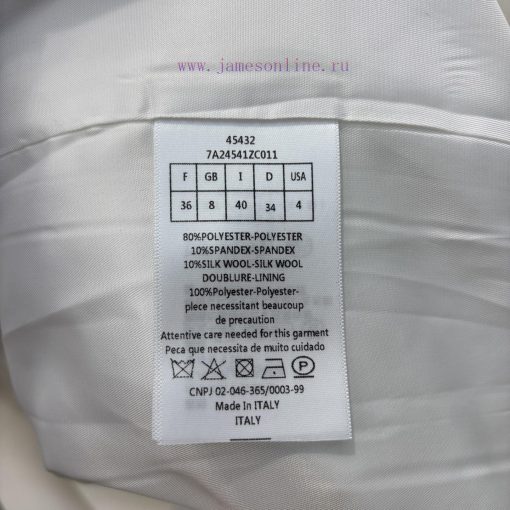 www.jamesonline.ru
45432
7A24541ZC011
F GB I D USA
36 8 40 34 4
80%POLYESTER-POLYESTER
10%SPANDEX-SPANDEX
10%SILK WOOL-SILK WOOL
DOUBLURE-LINING
100%Polyester-Polyester-
piece necessitant beaucoup
de precaution
Attentive care needed for this garment
Peca que necessita de muito cuidado
P
CNPJ 02-046-365/0003-99
Made In ITALY
ITALY